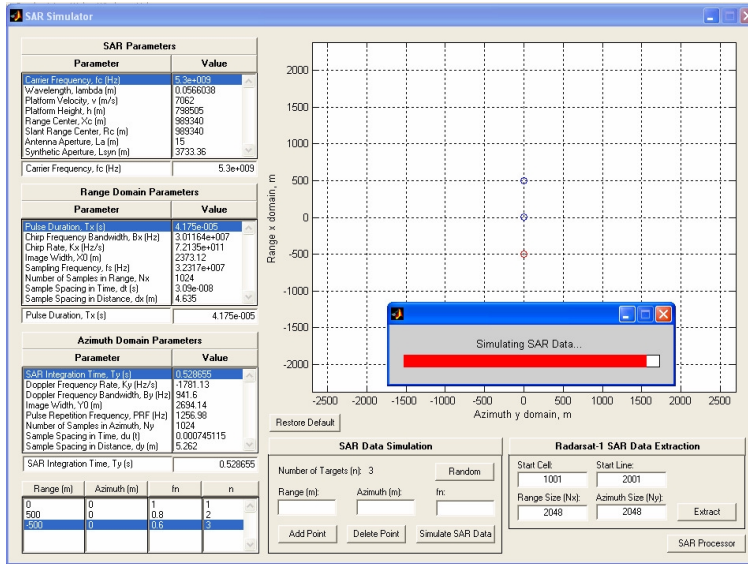 SAR Simulator
SAR Parameters
Parameter Value
Carrier Frequency, fc (Hz) 5.3e+009
Wavelength, lambda (m) 0.0566038
Platform Velocity, v (m/s) 7062
Platform Height, h (m) 798505
Range Center, Xc (m) 989340
Slant Range Center, Rc (m) 989340
Antenna Aperture, La (m) 15
Synthetic Aperture, Lsyn (m) 3733.36
Carrier Frequency, fc (Hz) 5.3e+009
Range Domain Parameters
Parameter Value
Pulse Duration, Tx (s) 4.175e-005
Chirp Frequency Bandwidth, Bx (Hz) 3.01164e+007
Chirp Rate, Kx (Hz/s) 7.2135e+011
Image Width, X0 (m) 2373.12
Sampling Frequency, fs (Hz) 3.2317e+007
Number of Samples in Range, Nx 1024
Sample Spacing in Time, dt (s) 3.09e-008
Sample Spacing in Distance, dx (m) 4.635
Pulse Duration, Tx (s) 4.175e-005
Azimuth Domain Parameters
Parameter Value
SAR Integration Time, Ty (s) 0.528655
Doppler Frequency Rate, Ky (Hz/s) -1781.13
Doppler Frequency Bandwidth, By (Hz) 941.6
Image Width, Y0 (m) 2694.14
Pulse Repetition Frequency, PRF (Hz) 1256.98
Number of Samples in Azimuth, Ny 1024
Sample Spacing in Time, du (t) 0.000745115
Sample Spacing in Distance, dy (m) 5.262
SAR Integration Time, Ty (s) 0.528655
Range (m) Azimuth (m) fn n
0 0 1 1
500 0 0.8 2
-500 0 0.6 3
Range x domain, m
2000
1500
1000
500
0
-500
-1000
-1500
-2000
-2500 -2000 -1500 -1000 -500 0 500 1000 1500 2000 2500
Azimuth y domain, m
Simulating SAR Data...
Restore Default
SAR Data Simulation
Number of Targets (n): 3 Random
Range (m): Azimuth (m): fn:
Add Point Delete Point Simulate SAR Data
Radarsat-1 SAR Data Extraction
Start Cell: Start Line:
1001 2001
Range Size (Nx): Azimuth Size (Ny):
2048 2048 Extract
SAR Processor